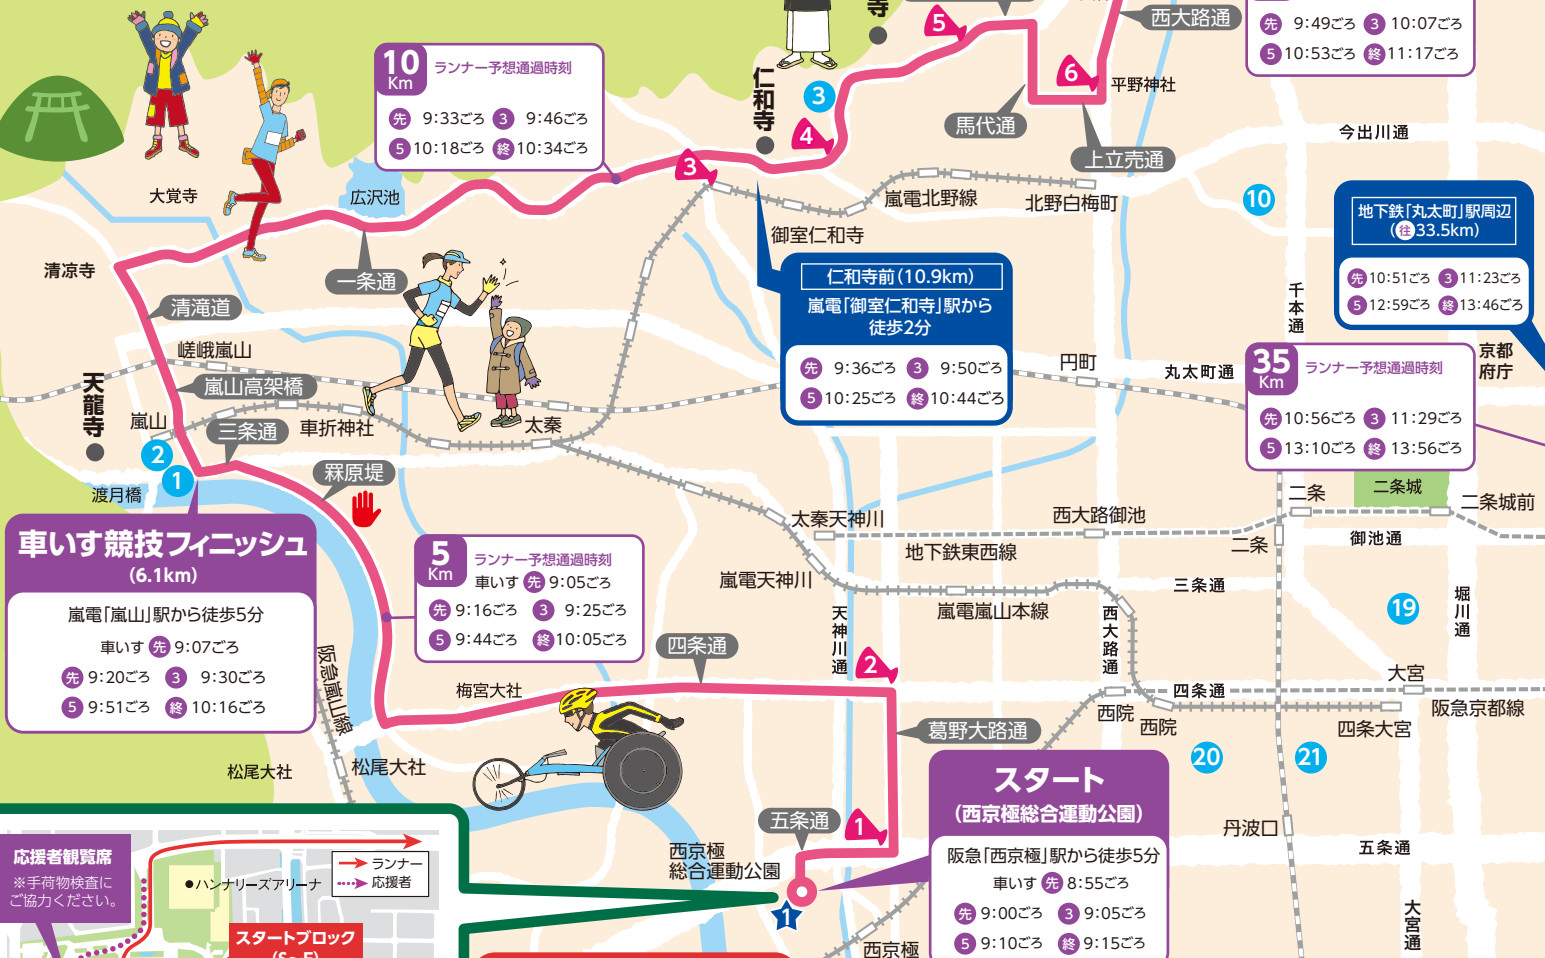 寺
5
西大路通
先 9:49ごろ 3 10:07ごろ
5 10:53ごろ 終 11:17ごろ
10
Km
ランナー予想通過時刻
先 9:33ごろ 3 9:46ごろ
5 10:18ごろ 終 10:34ごろ
仁和寺
3
4
6
平野神社
馬代通
上立売通
今出川通
大覚寺
広沢池
3
嵐電北野線
北野白梅町
10
地下鉄「丸太町」駅周辺
(往33.5km)
先 10:51ごろ 3 11:23ごろ
5 12:59ごろ 終 13:46ごろ
御室仁和寺
清凉寺
一条通
清滝道
仁和寺前(10.9km)
嵐電「御室仁和寺」駅から
徒歩2分
先 9:36ごろ 3 9:50ごろ
5 10:25ごろ 終 10:44ごろ
千本通
嵯峨嵐山
嵐山高架橋
円町
丸太町通
35
Km
ランナー予想通過時刻
先 10:56ごろ 3 11:29ごろ
5 13:10ごろ 終 13:56ごろ
京都
府庁
天龍寺
嵐山
三条通
車折神社
太秦
2
1
渡月橋
罧原堤
太秦天神川
西大路御池
二条
二条城
二条城前
地下鉄東西線
二条
御池通
車いす競技フィニッシュ
(6.1km)
嵐電「嵐山」駅から徒歩5分
車いす 先 9:07ごろ
先 9:20ごろ 3 9:30ごろ
5 9:51ごろ 終 10:16ごろ
5
Km
ランナー予想通過時刻
車いす 先 9:05ごろ
先 9:16ごろ 3 9:25ごろ
5 9:44ごろ 終 10:05ごろ
嵐電天神川
嵐電嵐山本線
三条通
天神川通
西大路通
19
堀川通
阪急嵐山線
四条通
2
梅宮大社
大宮
四条通
西院
西院
四条大宮
阪急京都線
葛野大路通
松尾大社
松尾大社
20
21
スタート
(西京極総合運動公園)
阪急「西京極」駅から徒歩5分
車いす 先 8:55ごろ
先 9:00ごろ 3 9:05ごろ
5 9:10ごろ 終 9:15ごろ
五条通
1
丹波口
五条通
西京極
総合運動公園
1
西京極
大宮通
応援者観覧席
※手荷物検査に
ご協力ください。
●ハンナリーズアリーナ
ランナー
応援者
スタートブロック